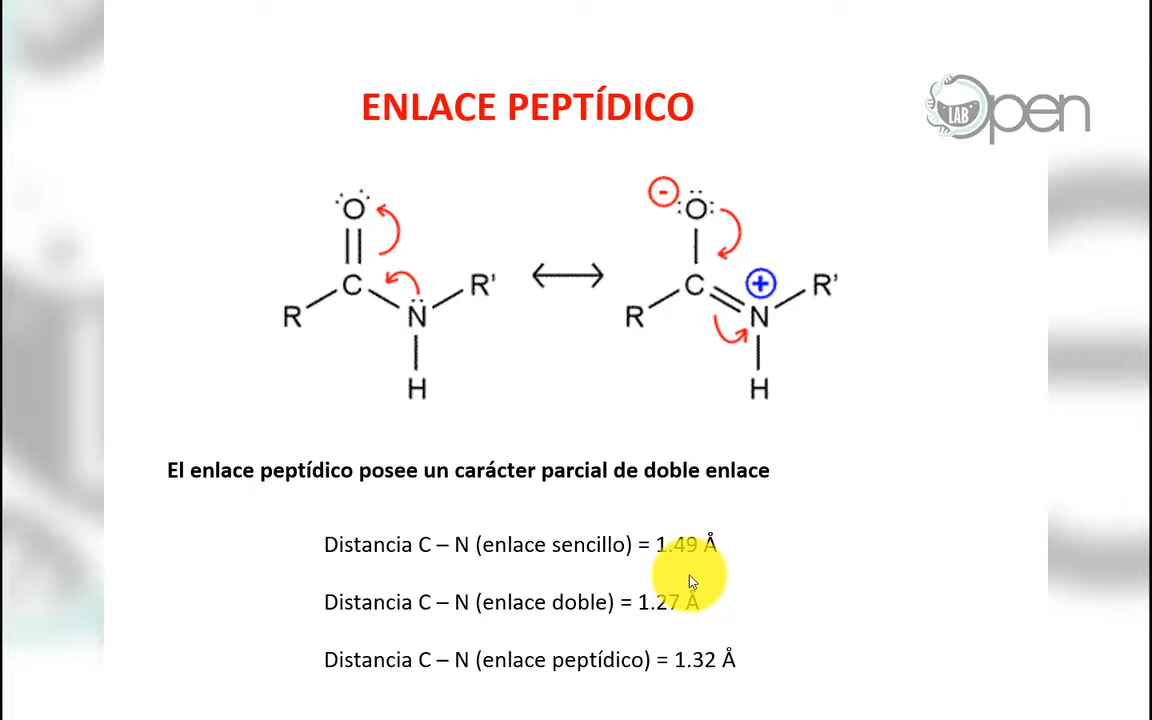 ENLACE PEPTÍDICO
LAB Open
O
C
R
N
R'
H
-
O
C
+
R
N
R'
H
El enlace peptídico posee un carácter parcial de doble enlace
Distancia C – N (enlace sencillo) = 1.49 Å
Distancia C – N (enlace doble) = 1.27 Å
Distancia C – N (enlace peptídico) = 1.32 Å